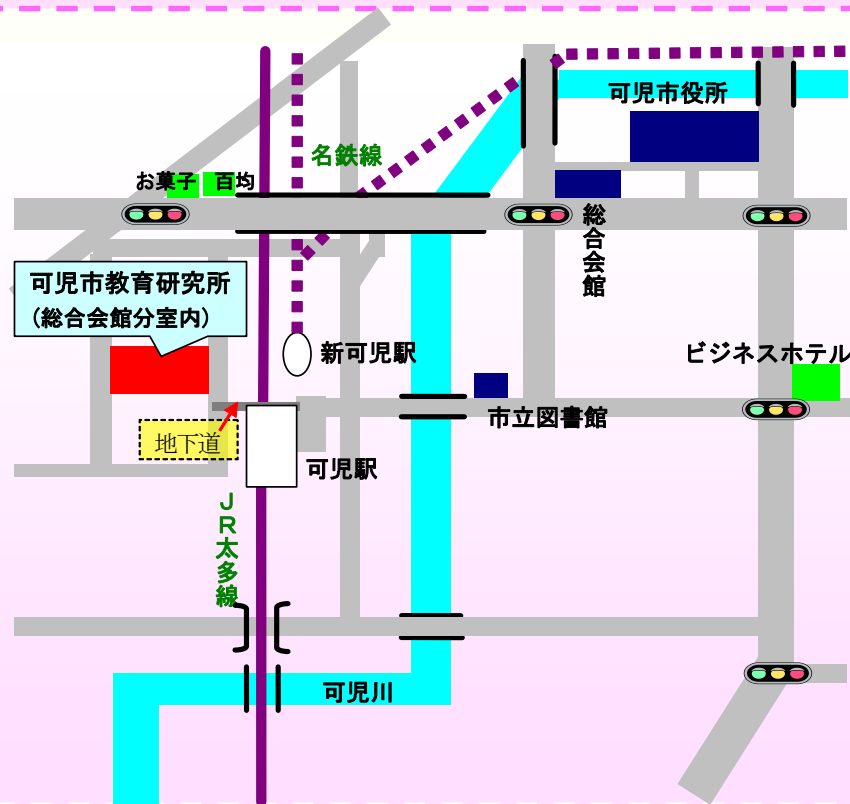 可児市役所
名鉄線
お菓子
百均
総合会館
可児市教育研究所
(総合会館分室内)
新可児駅
ビジネスホテル
市立図書館
地下道
可児駅
JR太多線
可児川